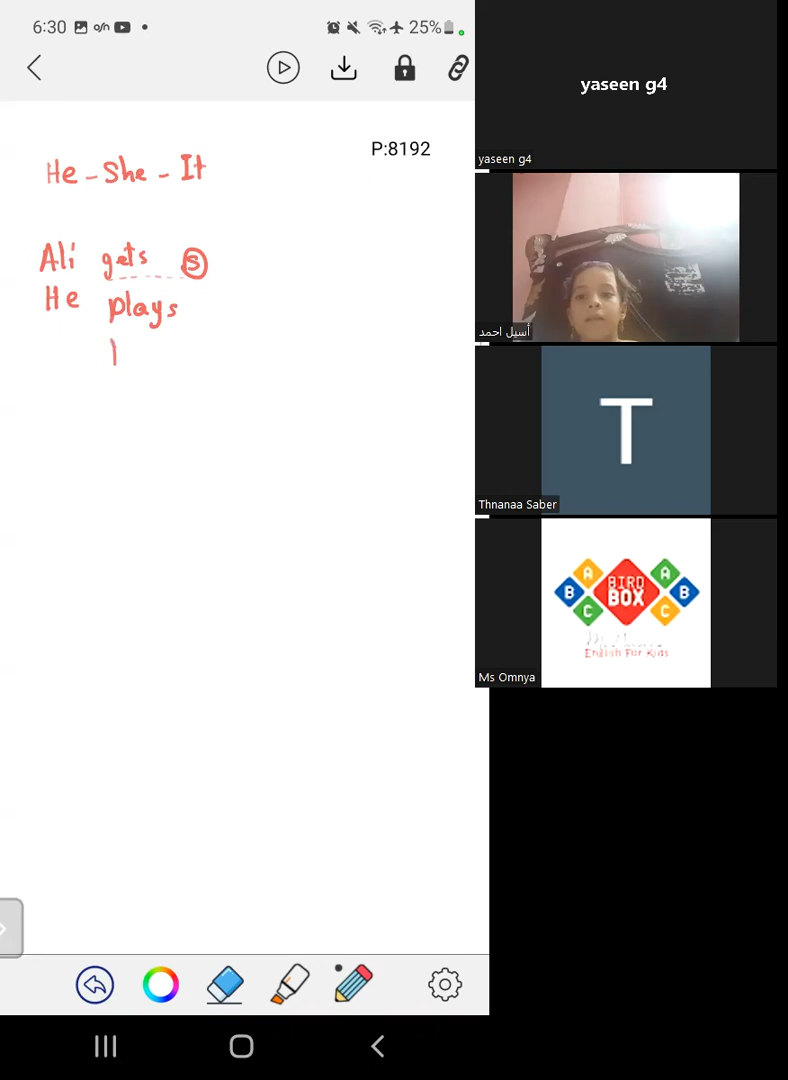 6:30 25%
P:8192
He - She - It
Ali gets s
He plays
yaseen g4
yaseen g4
أسيل احمد
T
Thnanaa Saber
A A
B BIRD B
BOX
C C
English For Kids
Ms Omnya